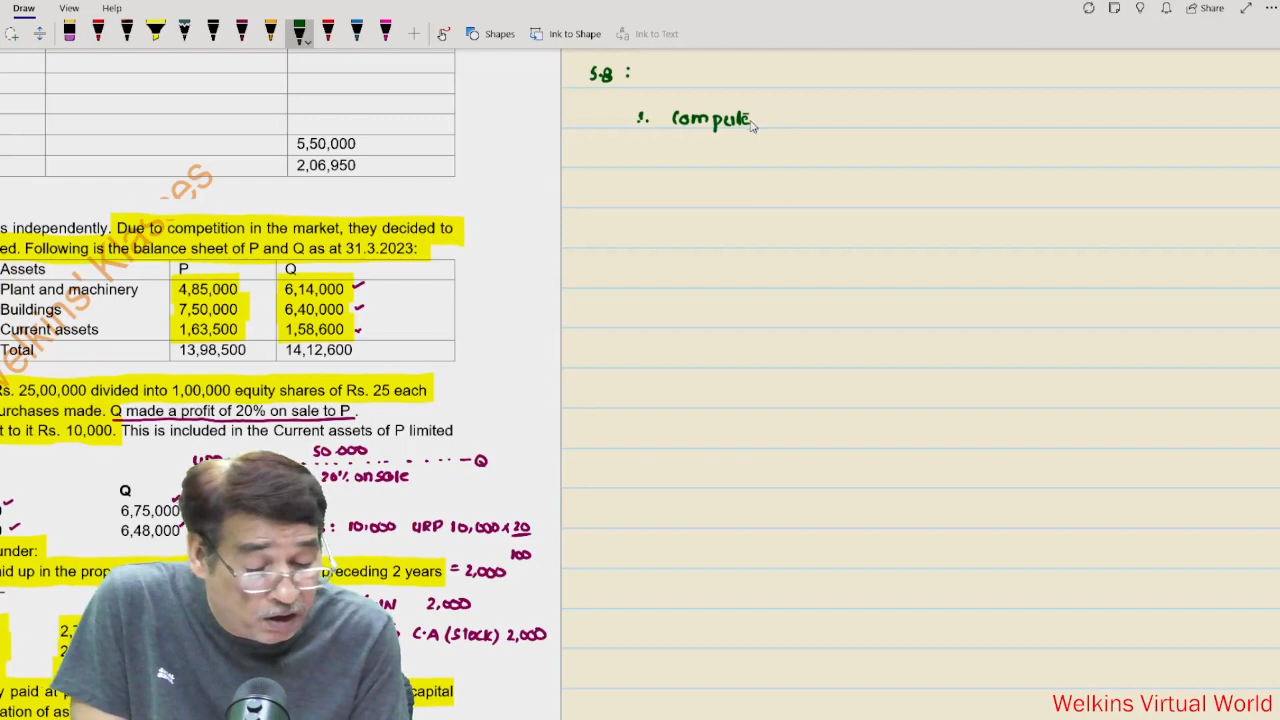 Draw View Help
Share
Shapes Ink to Shape Ink to Text
5,50,000
2,06,950
s independently. Due to competition in the market, they decided to
ed. Following is the balance sheet of P and Q as at 31.3.2023:
Assets P Q
Plant and machinery 4,85,000 6,14,000
Buildings 7,50,000 6,40,000
Current assets 1,63,500 1,58,600
Total 13,98,500 14,12,600
Rs. 25,00,000 divided into 1,00,000 equity shares of Rs. 25 each
urchases made. Q made a profit of 20% on sale to P .
t to it Rs. 10,000. This is included in the Current assets of P limited
50.000
Q
20% on sale
Q
6,75,000
6,48,000
: 10.000 URP 10,000 x 20
100
under:
id up in the prop preceding 2 years = 2,000
IN 2,000
C.A (Stock) 2,000
y paid at p capital
ation of as
5.8 :
1. Compute
Welkins' Klasses
Welkins Virtual World